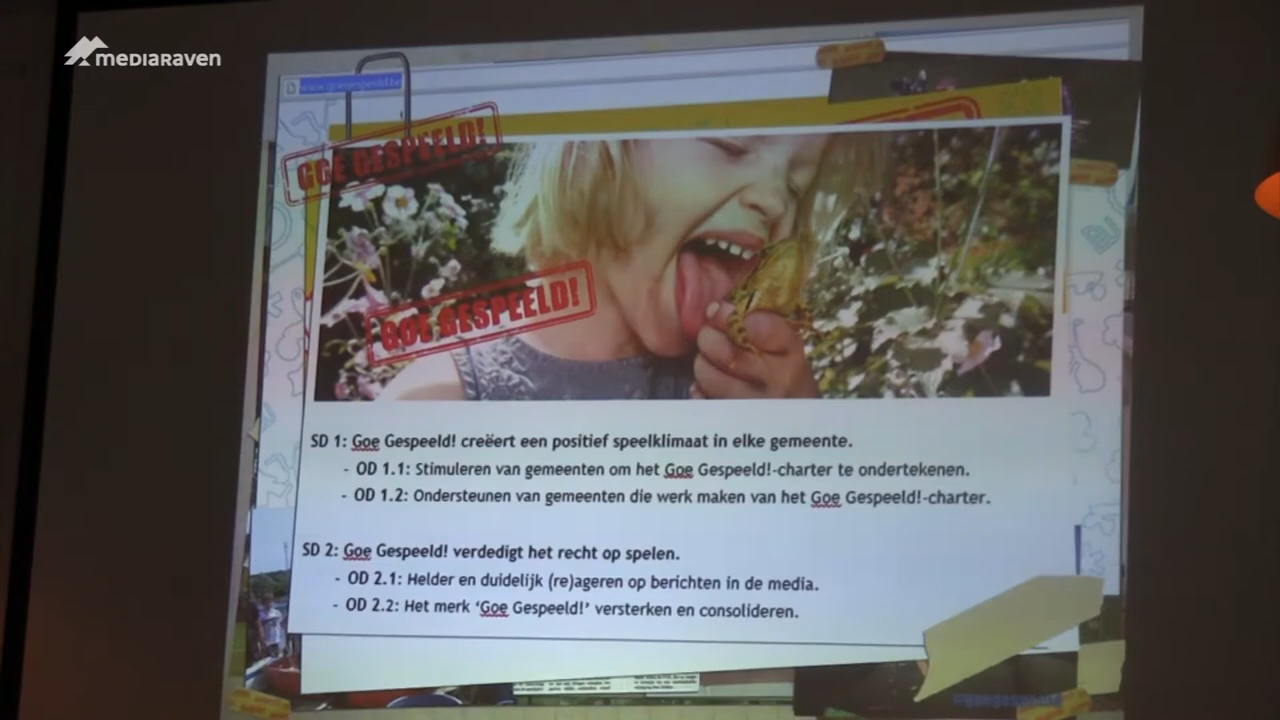 mediaraven
www.goegespeeld.be
GOE GESPEELD!
GOE GESPEELD!
SD 1: Goe Gespeeld! creëert een positief speelklimaat in elke gemeente.
- OD 1.1: Stimuleren van gemeenten om het Goe Gespeeld!-charter te ondertekenen.
- OD 1.2: Ondersteunen van gemeenten die werk maken van het Goe Gespeeld!-charter.
SD 2: Goe Gespeeld! verdedigt het recht op spelen.
- OD 2.1: Helder en duidelijk (re)ageren op berichten in de media.
- OD 2.2: Het merk ‘Goe Gespeeld!’ versterken en consolideren.